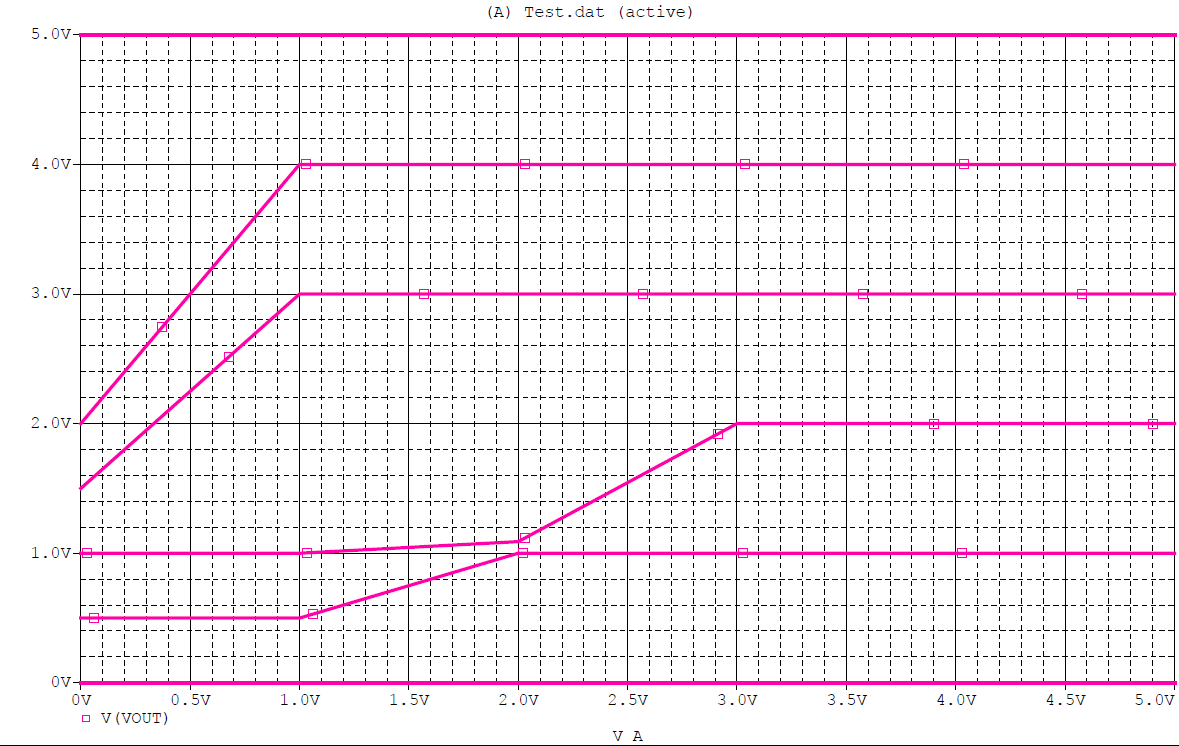 (A) Test.dat (active)
5.0V
4.0V
3.0V
2.0V
1.0V
0V
0V 0.5V 1.0V 1.5V 2.0V 2.5V 3.0V 3.5V 4.0V 4.5V 5.0V
V(VOUT)
V_A